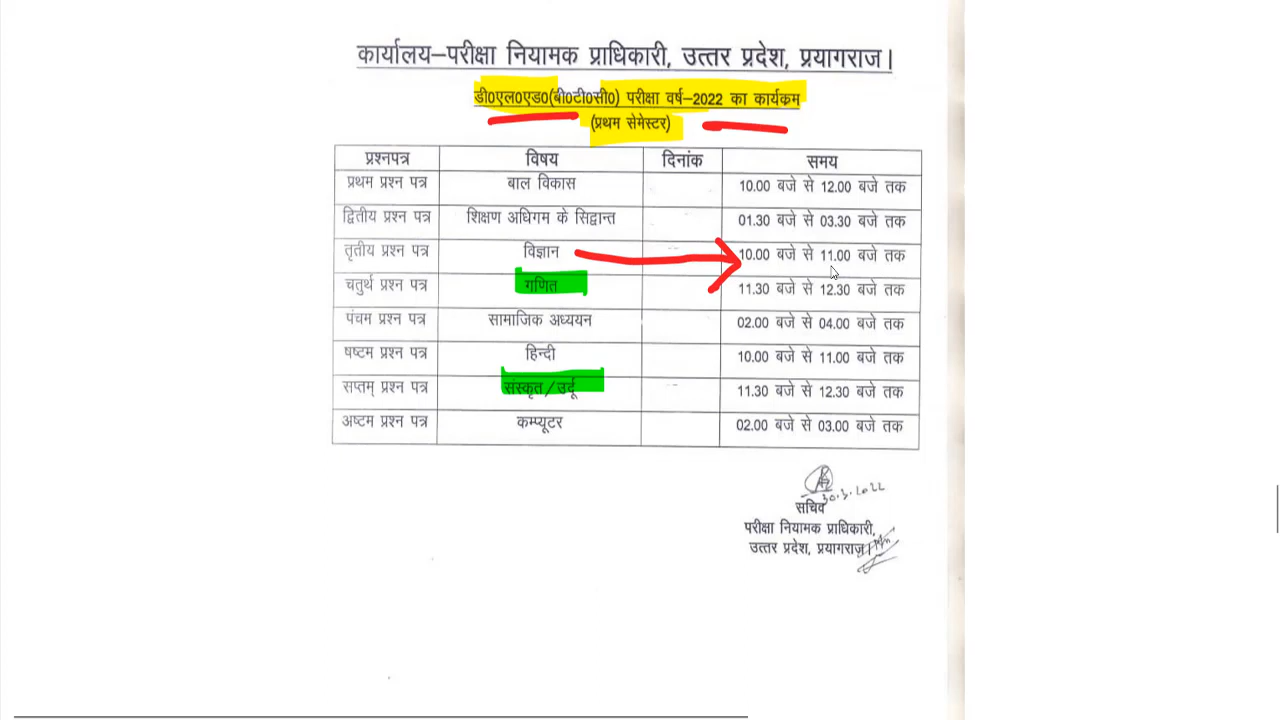 कार्यालय–परीक्षा नियामक प्राधिकारी, उत्तर प्रदेश, प्रयागराज।
डी0एल0एड0(बी0टी0सी0) परीक्षा वर्ष–2022 का कार्यक्रम
(प्रथम सेमेस्टर)
प्रश्नपत्र विषय दिनांक समय
प्रथम प्रश्न पत्र बाल विकास 10.00 बजे से 12.00 बजे तक
द्वितीय प्रश्न पत्र शिक्षण अधिगम के सिद्वान्त 01.30 बजे से 03.30 बजे तक
तृतीय प्रश्न पत्र विज्ञान 10.00 बजे से 11.00 बजे तक
चतुर्थ प्रश्न पत्र गणित 11.30 बजे से 12.30 बजे तक
पंचम प्रश्न पत्र सामाजिक अध्ययन 02.00 बजे से 04.00 बजे तक
षष्टम प्रश्न पत्र हिन्दी 10.00 बजे से 11.00 बजे तक
सप्तम् प्रश्न पत्र संस्कृत/उर्दू 11.30 बजे से 12.30 बजे तक
अष्टम प्रश्न पत्र कम्प्यूटर 02.00 बजे से 03.00 बजे तक
30.3.2022
सचिव
परीक्षा नियामक प्राधिकारी,
उत्तर प्रदेश, प्रयागराज।